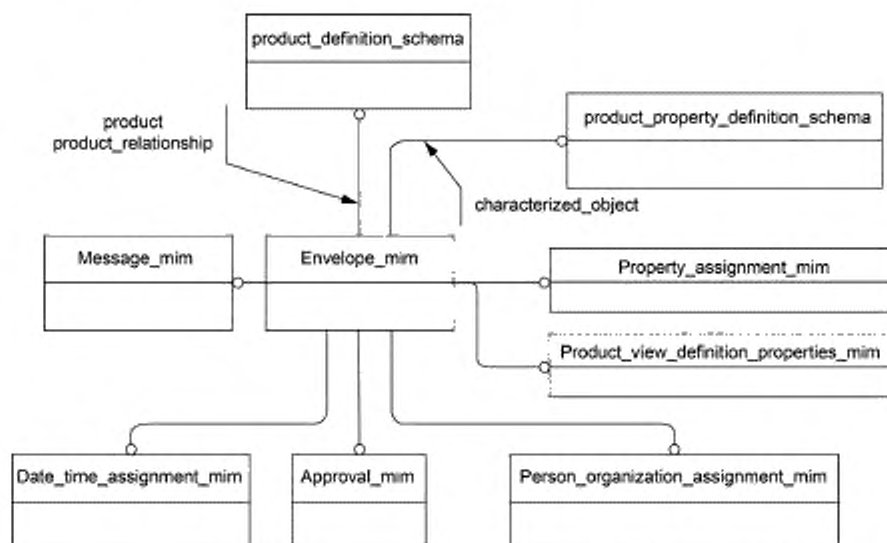 product_definition_schema
product
product_relationship
product_property_definition_schema
characterized_object
Message_mim
Envelope_mim
Property_assignment_mim
Product_view_definition_properties_mim
Date_time_assignment_mim
Approval_mim
Person_organization_assignment_mim